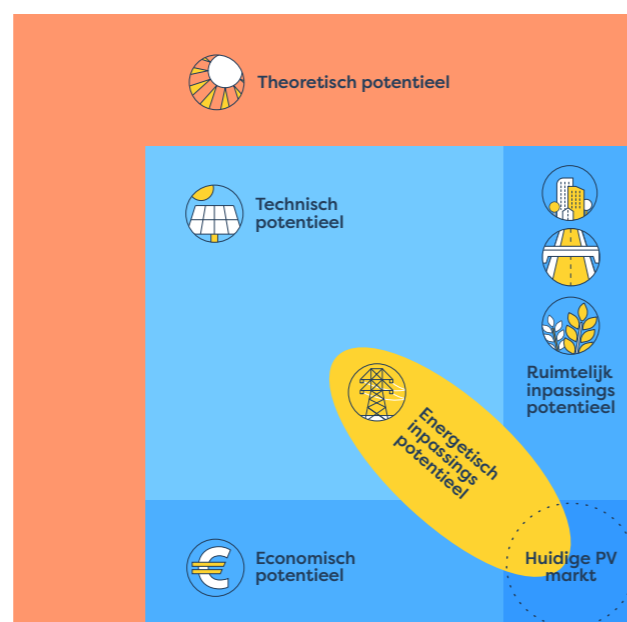 Theoretisch potentieel
Technisch
potentieel
Ruimtelijk
inpassings
potentieel
Energetisch
inpassings
potentieel
Economisch
potentieel
Huidige PV
markt